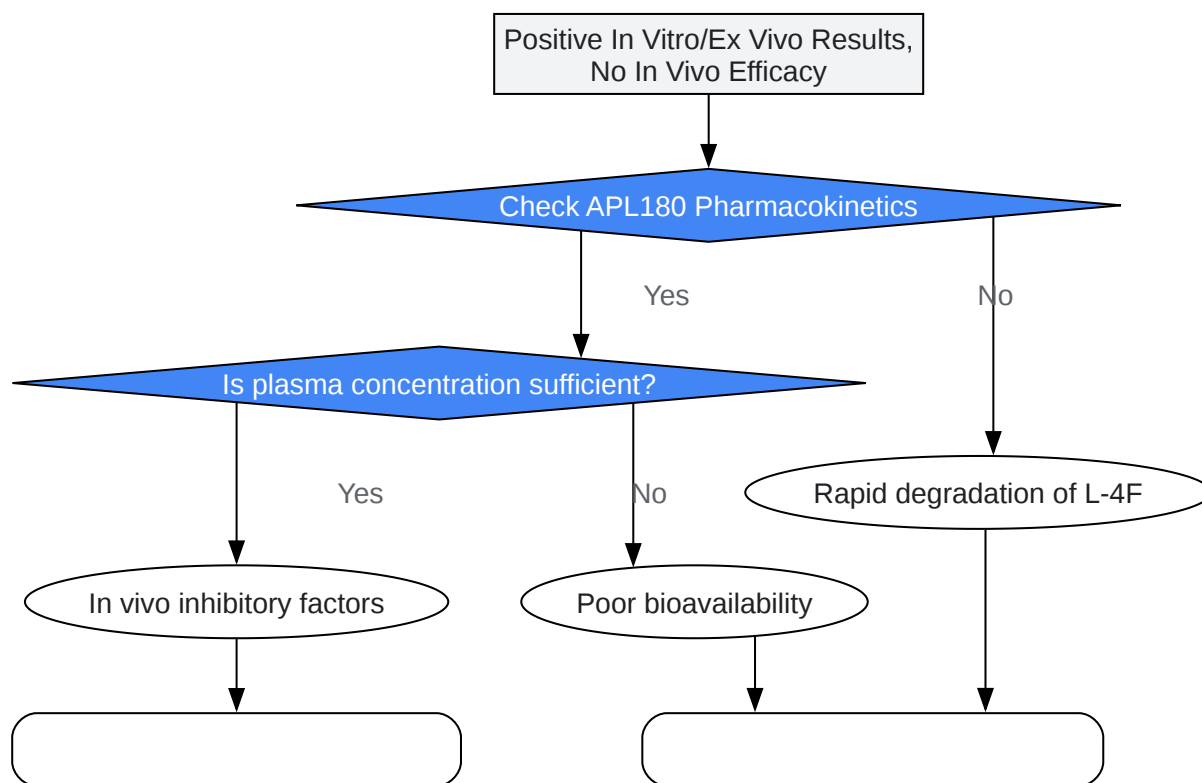 Positive In Vitro/Ex Vivo Results,
No In Vivo Efficacy
Check APL180 Pharmacokinetics
Yes
No
Is plasma concentration sufficient?
Yes
No
Rapid degradation of L-4F
In vivo inhibitory factors
Poor bioavailability